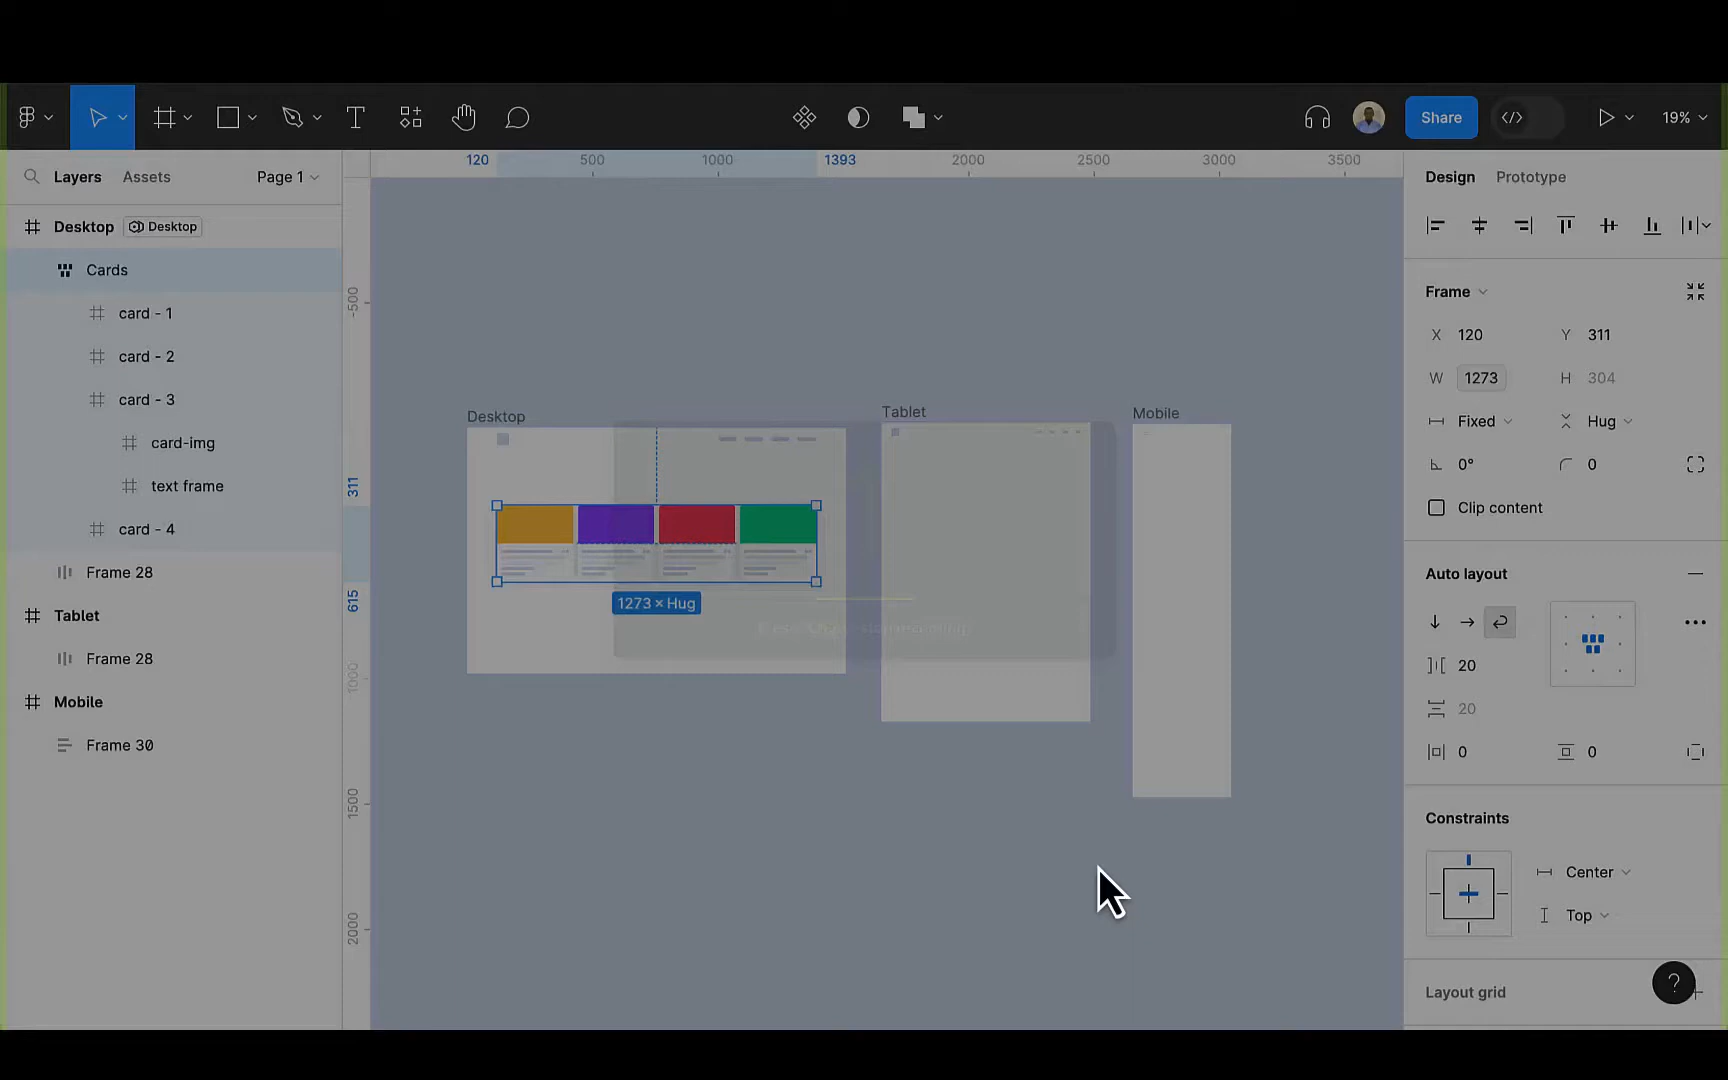 Share
19%
Layers Assets Page 1
120 500 1000 1393 2000 2500 3000 3500
Design Prototype
Desktop Desktop
Cards
card - 1
card - 2
card - 3
card-img
text frame
card - 4
Frame 28
Tablet
Frame 28
Mobile
Frame 30
-500
311
615
1000
1500
2000
Desktop
Tablet
Mobile
1273 × Hug
Frame
X 120 Y 311
W 1273 H 304
Fixed Hug
0° 0
Clip content
Auto layout
20
20
0 0
Constraints
Center
Top
Layout grid
?